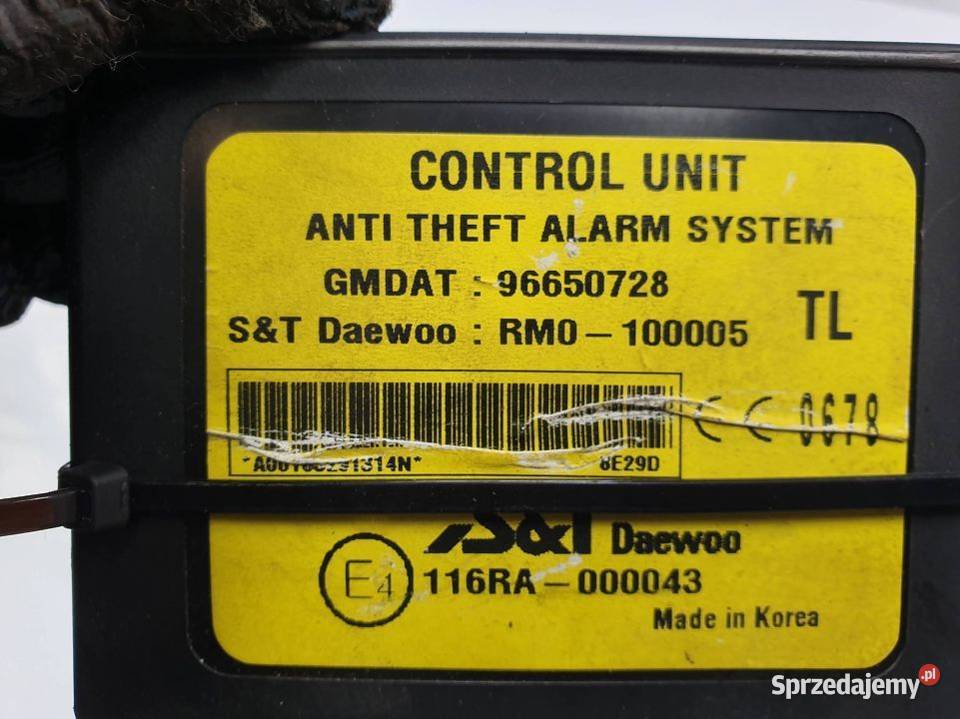 CONTROL UNIT
ANTI THEFT ALARM SYSTEM
GMDAT : 96650728
S&T Daewoo : RM0-100005
TL
CE 0678
8E29D
S&T Daewoo
E4
116RA-000043
Made in Korea
Sprzedajemy.pl